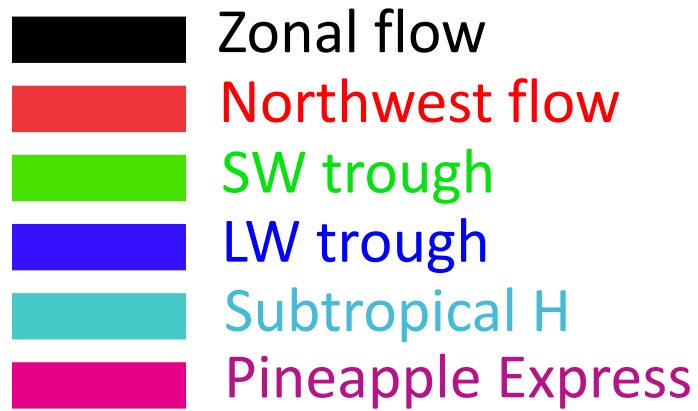 Zonal flow
Northwest flow
SW trough
LW trough
Subtropical H
Pineapple Express